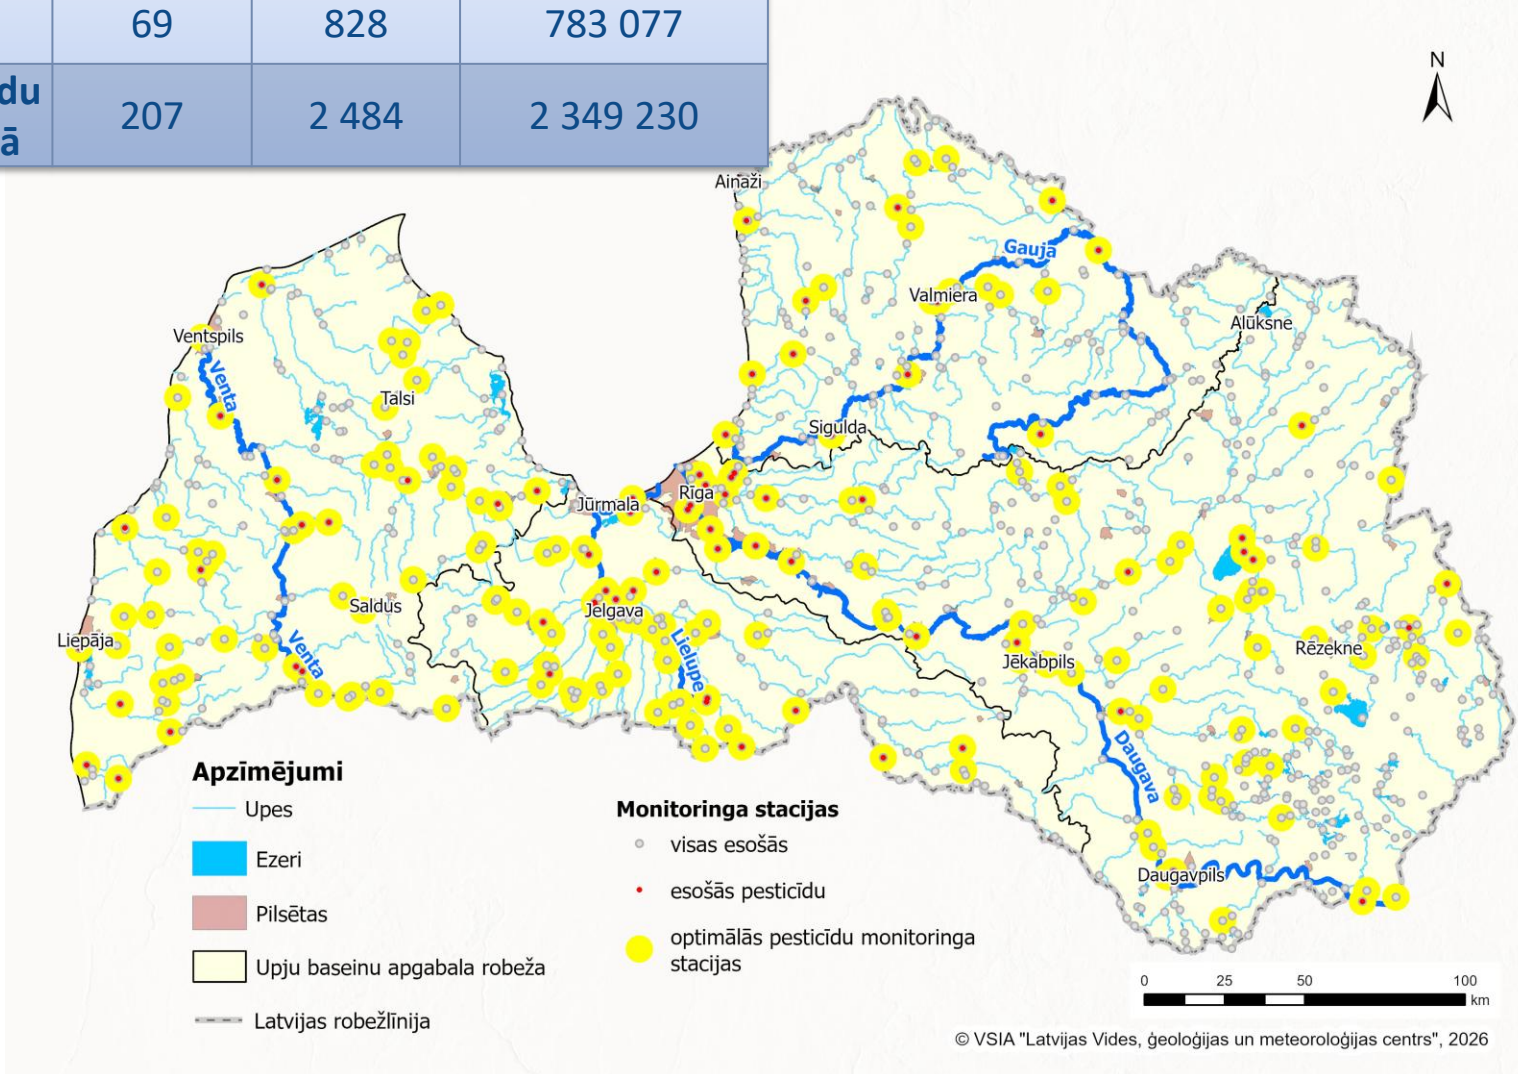 69 828 783 077
du
ā
207 2 484 2 349 230
N
Ainaži
Gauja
Valmiera
Alūksne
Ventspils
Venta
Talsi
Sigulda
Rīga
Jūrmala
Saldus
Jelgava
Liepāja
Venta
Lielupe
Jēkabpils
Rēzekne
Daugava
Daugavpils
Apzīmējumi
Upes
Ezeri
Pilsētas
Upju baseinu apgabala robeža
Latvijas robežlīnija
Monitoringa stacijas
visas esošās
esošās pesticīdu
optimālās pesticīdu monitoringa
stacijas
0 25 50 100
km
© VSIA "Latvijas Vides, ģeoloģijas un meteoroloģijas centrs", 2026